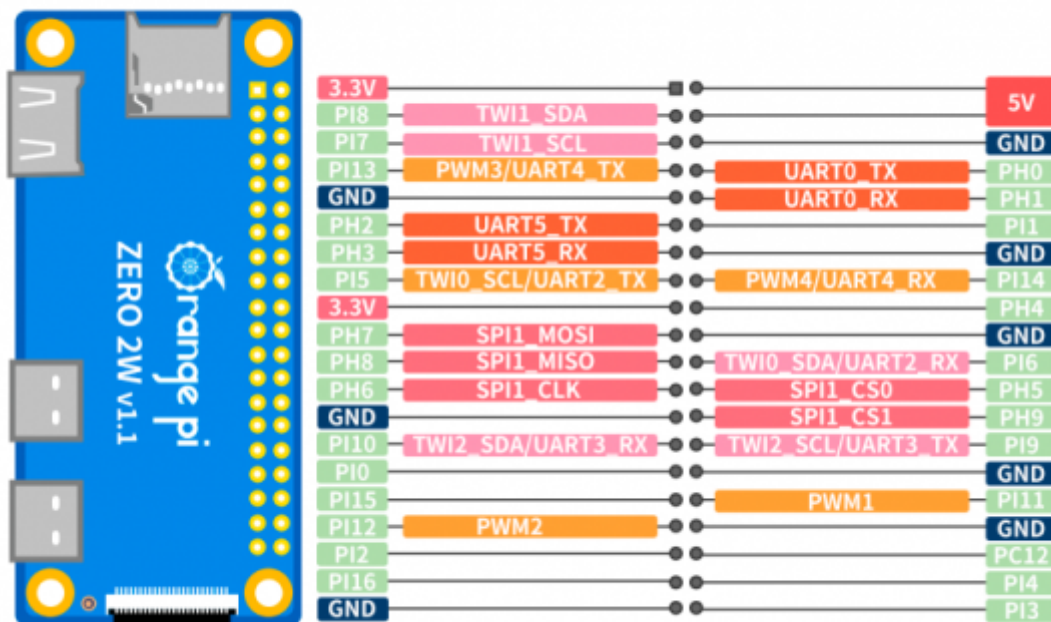 3.3V 5V
PI8 TWI1_SDA
PI7 TWI1_SCL GND
PI13 PWM3/UART4_TX UART0_TX PH0
GND UART0_RX PH1
PH2 UART5_TX PI1
PH3 UART5_RX GND
PI5 TWI0_SCL/UART2_TX PWM4/UART4_RX PI14
3.3V PH4
PH7 SPI1_MOSI GND
PH8 SPI1_MISO TWI0_SDA/UART2_RX PI6
PH6 SPI1_CLK SPI1_CS0 PH5
GND SPI1_CS1 PH9
PI10 TWI2_SDA/UART3_RX TWI2_SCL/UART3_TX PI9
PI0 GND
PI15 PWM1 PI11
PI12 PWM2 GND
PI2 PC12
PI16 PI4
GND PI3
Orange pi
ZERO 2W v1.1